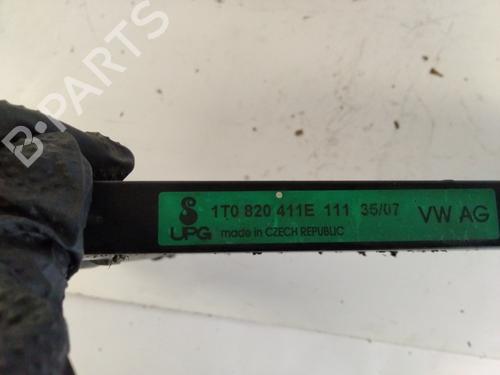 B-PARTS
1T0 820 411E 111 35/07 VW AG
UPG made in CZECH REPUBLIC